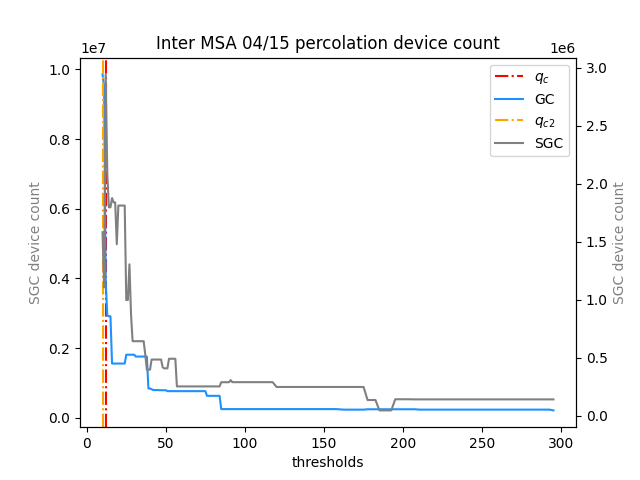 Inter MSA 04/15 percolation device count
1e7
1e6
1.0
0.8
0.6
0.4
0.2
0.0
SGC device count
3.0
2.5
2.0
1.5
1.0
0.5
0.0
SGC device count
q_c
GC
q_c2
SGC
0 50 100 150 200 250 300
thresholds